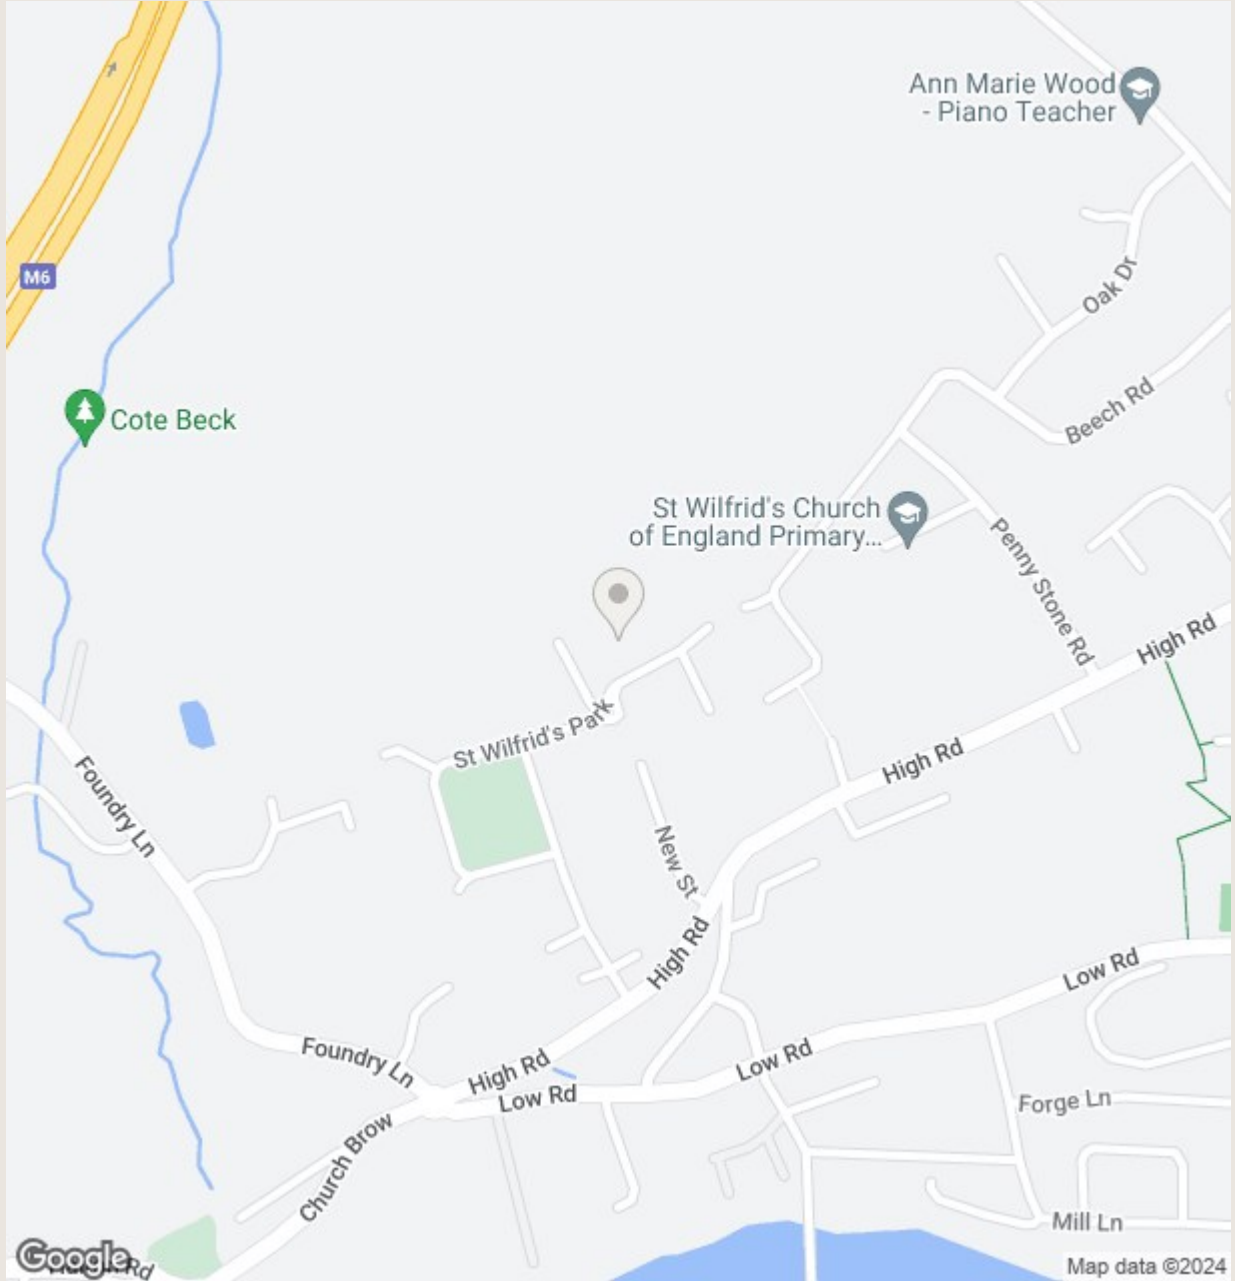 Ann Marie Wood
- Piano Teacher
M6
Oak Dr
Cote Beck
Beech Rd
St Wilfrid's Church
of England Primary...
Penny Stone Rd
High Rd
St Wilfrid's Park
High Rd
Foundry Ln
New St
High Rd
Low Rd
Foundry Ln
High Rd
Low Rd
Low Rd
Forge Ln
Church Brow
Mill Ln
Google
Rd
Map data ©2024